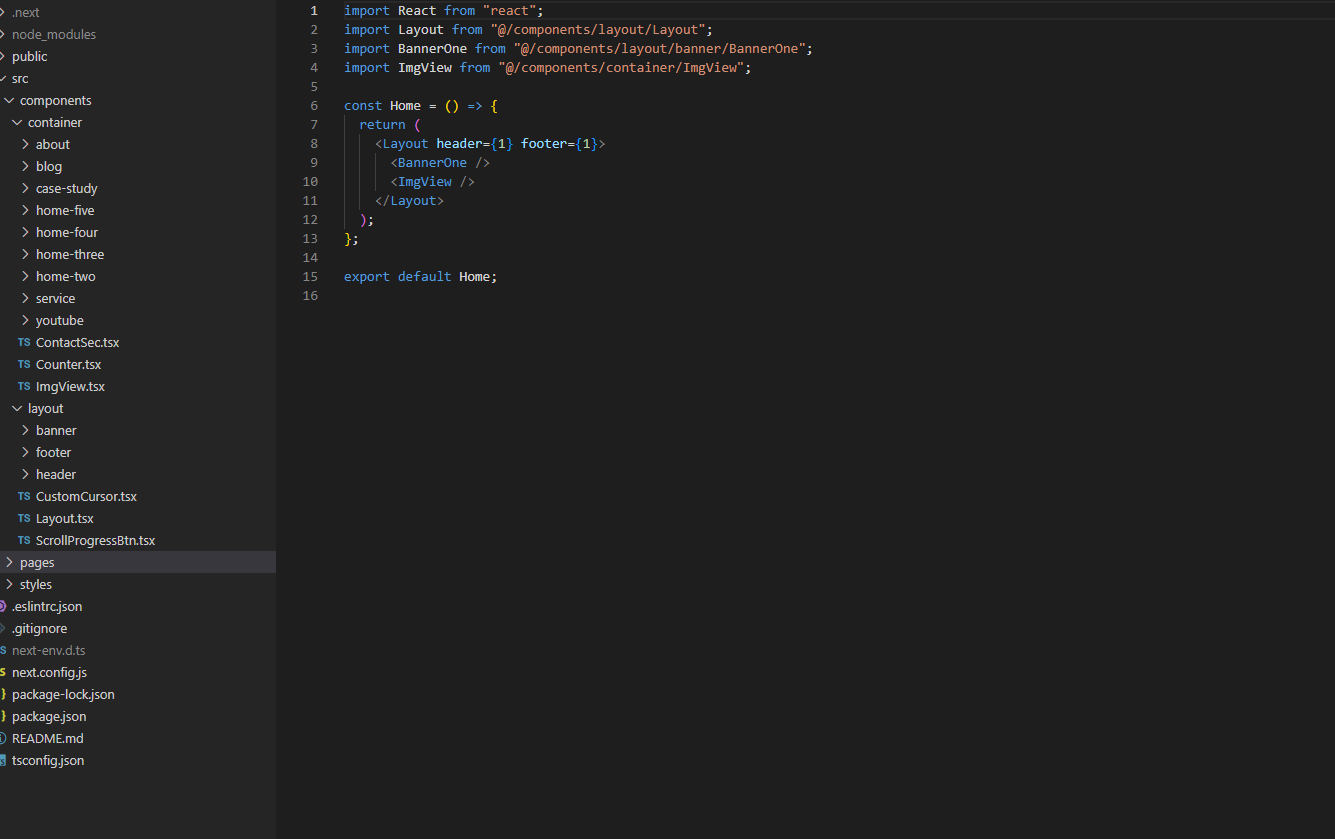 .next
node_modules
public
src
components
container
about
blog
case-study
home-five
home-four
home-three
home-two
service
youtube
TS ContactSec.tsx
TS Counter.tsx
TS ImgView.tsx
layout
banner
footer
header
TS CustomCursor.tsx
TS Layout.tsx
TS ScrollProgressBtn.tsx
pages
styles
.eslintrc.json
.gitignore
next-env.d.ts
next.config.js
package-lock.json
package.json
README.md
tsconfig.json
1 import React from "react";
2 import Layout from "@/components/layout/Layout";
3 import BannerOne from "@/components/layout/banner/BannerOne";
4 import ImgView from "@/components/container/ImgView";
5
6 const Home = () => {
7 return (
8 <Layout header={1} footer={1}>
9 <BannerOne />
10 <ImgView />
11 </Layout>
12 );
13 };
14
15 export default Home;
16